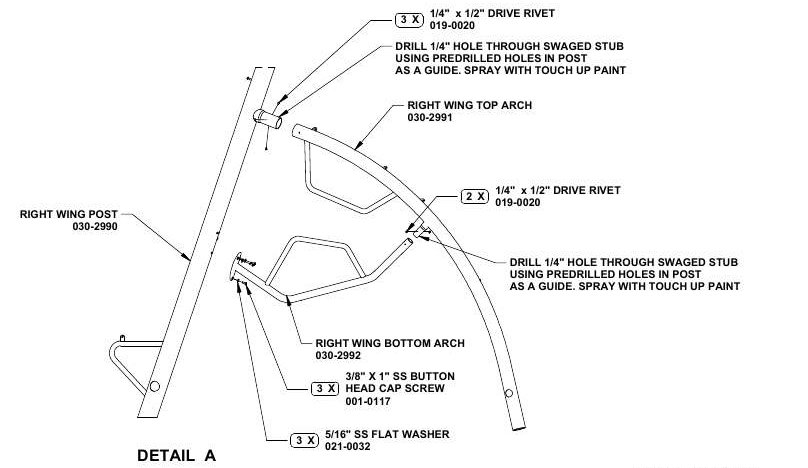 3 X
1/4" x 1/2" DRIVE RIVET
019-0020
DRILL 1/4" HOLE THROUGH SWAGED STUB
USING PREDRILLED HOLES IN POST
AS A GUIDE. SPRAY WITH TOUCH UP PAINT
RIGHT WING TOP ARCH
030-2991
2 X
1/4" x 1/2" DRIVE RIVET
019-0020
RIGHT WING POST
030-2990
DRILL 1/4" HOLE THROUGH SWAGED STUB
USING PREDRILLED HOLES IN POST
AS A GUIDE. SPRAY WITH TOUCH UP PAINT
RIGHT WING BOTTOM ARCH
030-2992
3 X
3/8" X 1" SS BUTTON
HEAD CAP SCREW
001-0117
3 X
5/16" SS FLAT WASHER
021-0032
DETAIL A